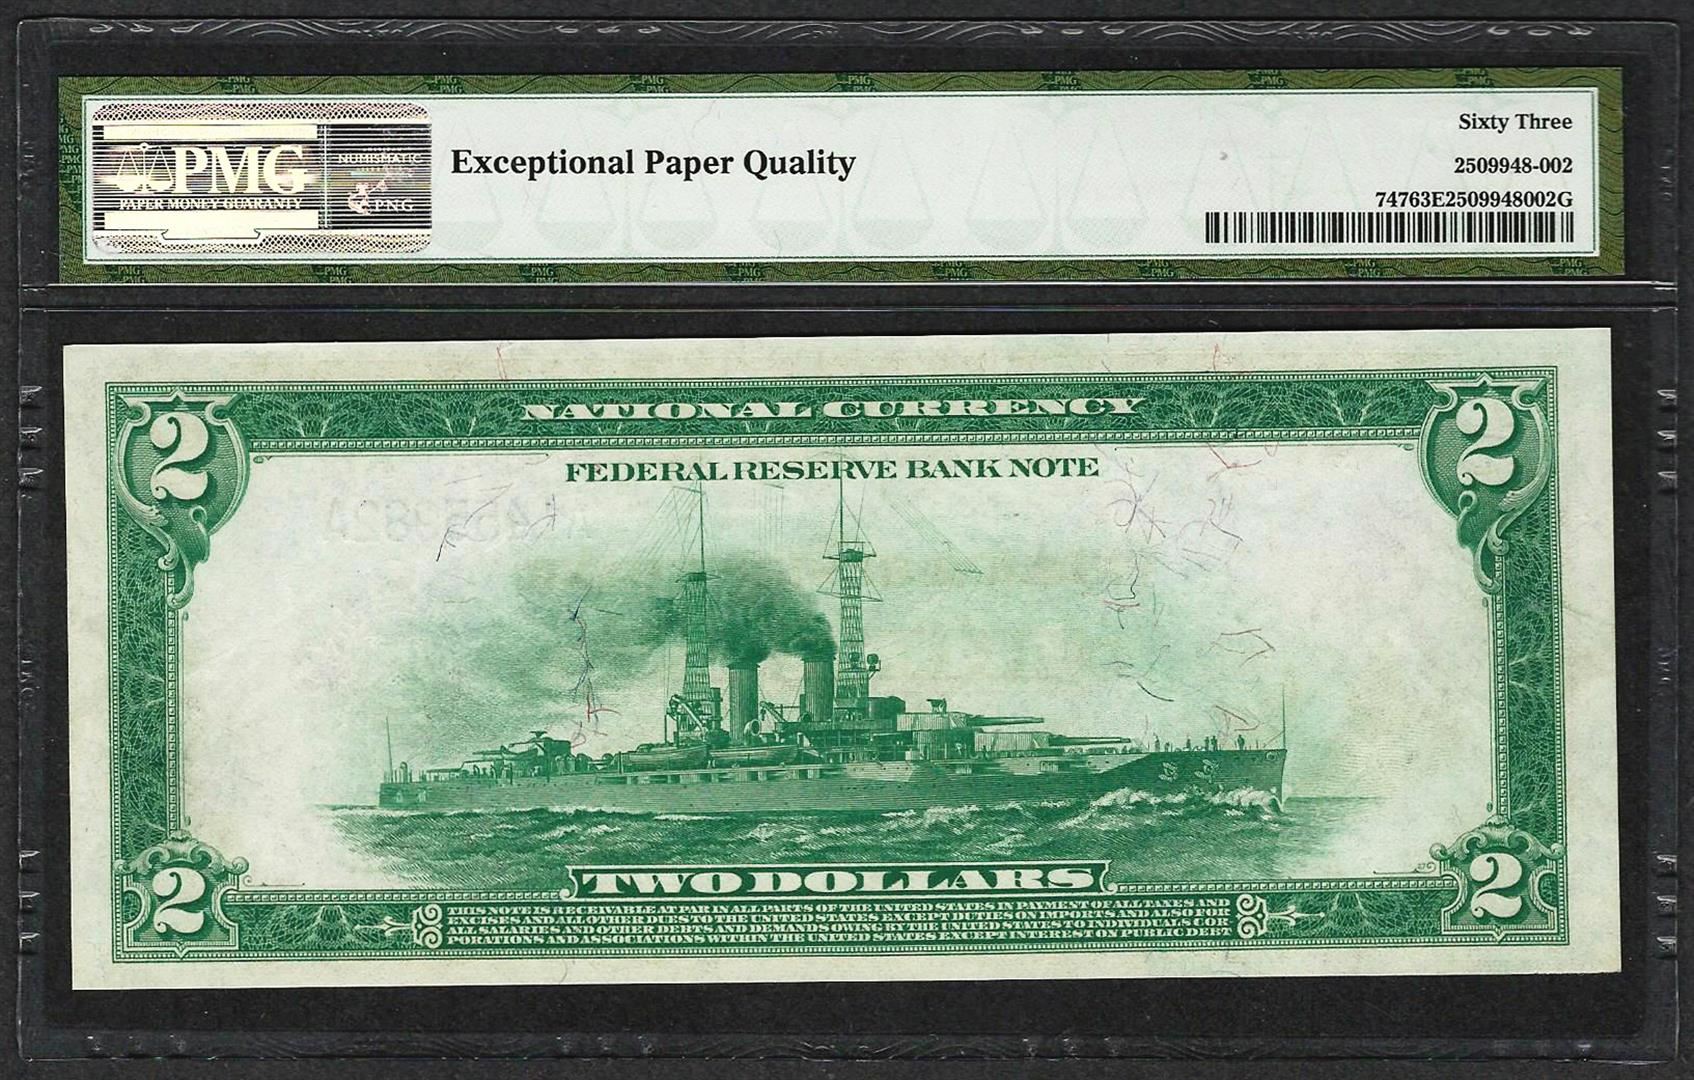 PMG
PAPER MONEY GUARANTY
NUMISMATIC
PNG
Exceptional Paper Quality
Sixty Three
2509948-002
74763E2509948002G
NATIONAL CURRENCY
FEDERAL RESERVE BANK NOTE
2
2
2
2
TWO DOLLARS
THIS NOTE IS RECEIVABLE AT PAR IN ALL PARTS OF THE UNITED STATES IN PAYMENT OF ALL TAXES AND
EXCISES AND ALL OTHER DUES TO THE UNITED STATES EXCEPT DUTIES ON IMPORTS AND ALSO FOR
ALL SALARIES AND OTHER DEBTS AND DEMANDS OWING BY THE UNITED STATES TO INDIVIDUALS COR
PORATIONS AND ASSOCIATIONS WITHIN THE UNITED STATES EXCEPT INTEREST ON PUBLIC DEBT